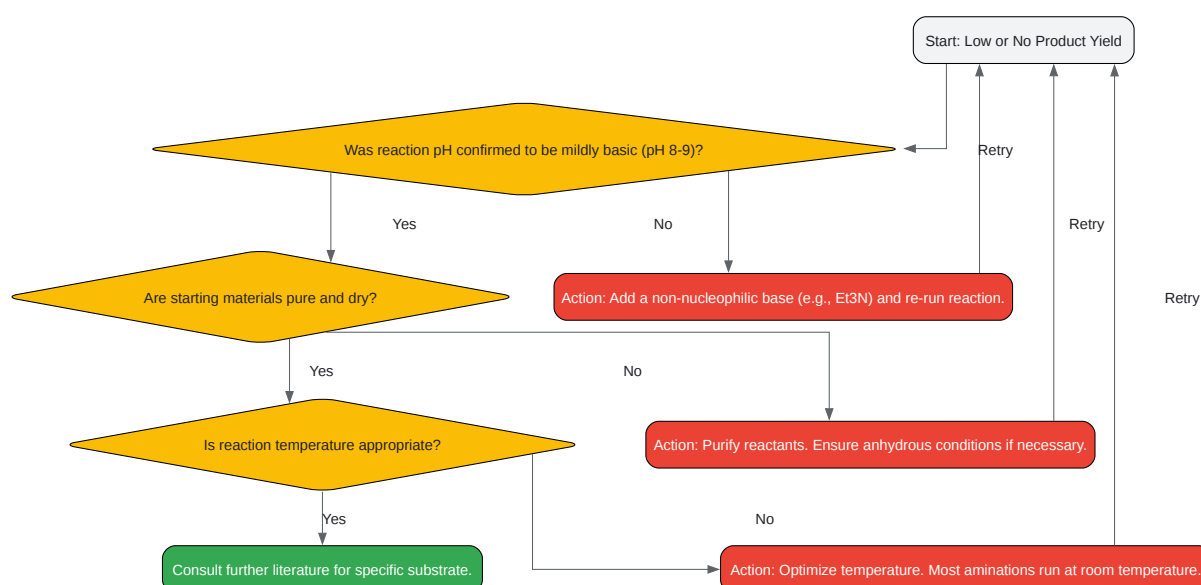 Start: Low or No Product Yield
Was reaction pH confirmed to be mildly basic (pH 8-9)?
Retry
Yes
No
Retry
Are starting materials pure and dry?
Action: Add a non-nucleophilic base (e.g., Et3N) and re-run reaction.
Retry
Yes
No
Is reaction temperature appropriate?
Action: Purify reactants. Ensure anhydrous conditions if necessary.
Yes
No
Consult further literature for specific substrate.
Action: Optimize temperature. Most aminations run at room temperature.